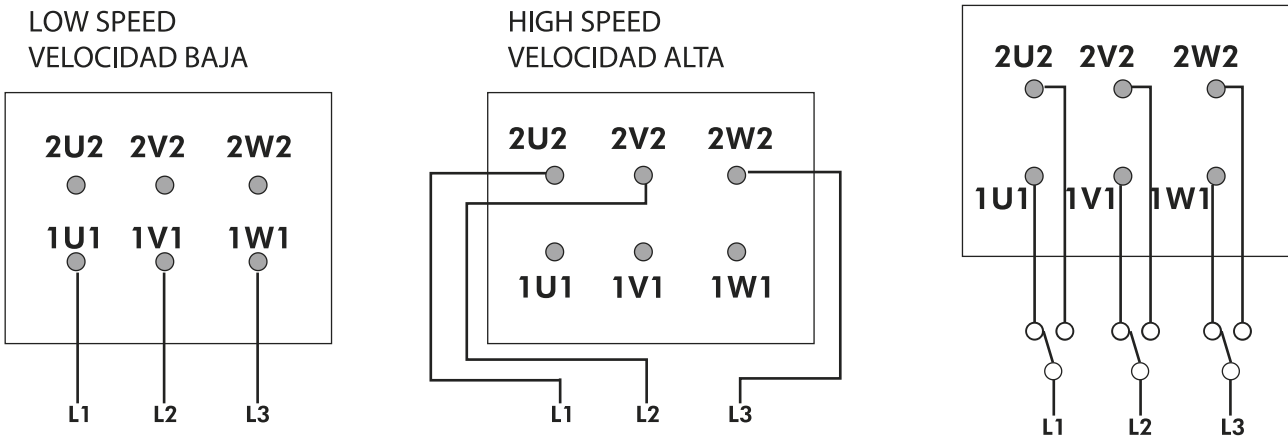 LOW SPEED
VELOCIDAD BAJA
2U2 2V2 2W2
1U1 1V1 1W1
L1 L2 L3
HIGH SPEED
VELOCIDAD ALTA
2U2 2V2 2W2
1U1 1V1 1W1
L1 L2 L3
2U2 2V2 2W2
1U1 1V1 1W1
L1 L2 L3